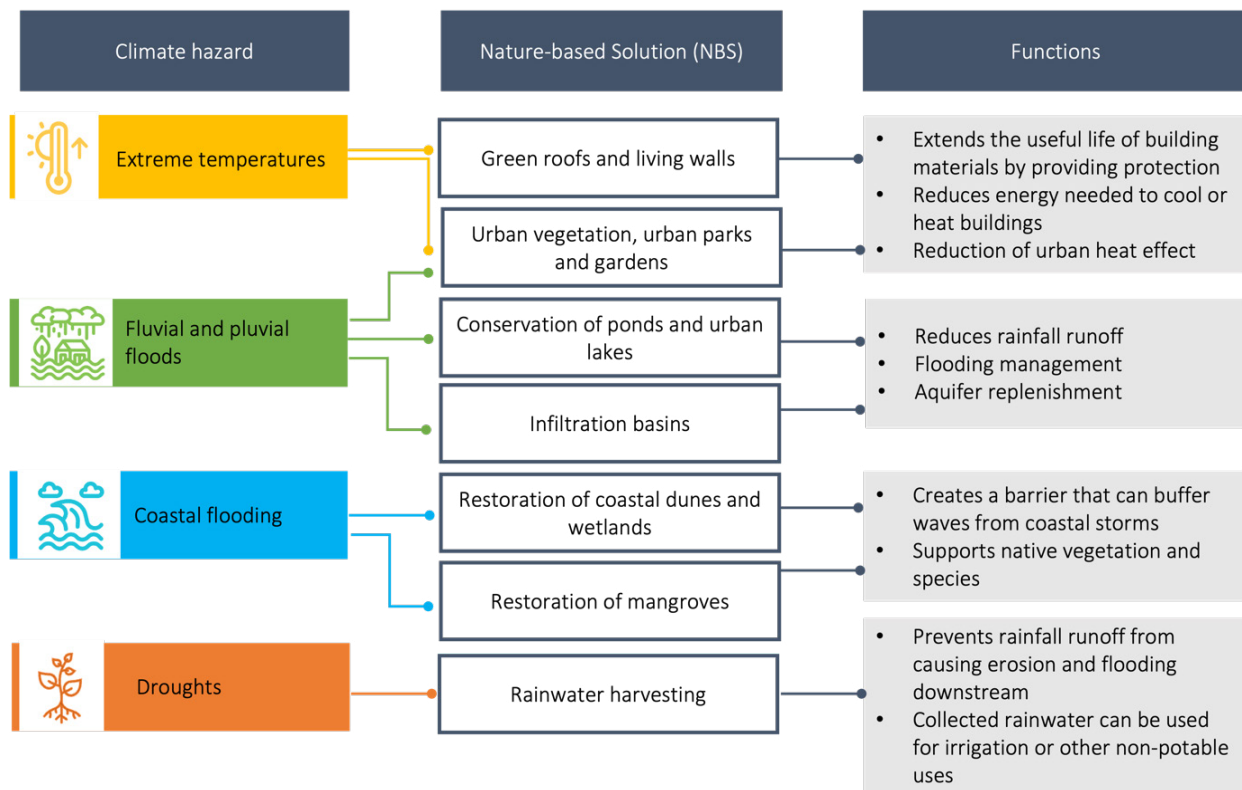 Climate hazard
Nature-based Solution (NBS)
Functions
Extreme temperatures
Green roofs and living walls
Urban vegetation, urban parks
and gardens
• Extends the useful life of building
materials by providing protection
• Reduces energy needed to cool or
heat buildings
• Reduction of urban heat effect
Fluvial and pluvial
floods
Conservation of ponds and urban
lakes
Infiltration basins
• Reduces rainfall runoff
• Flooding management
• Aquifer replenishment
Coastal flooding
Restoration of coastal dunes and
wetlands
Restoration of mangroves
• Creates a barrier that can buffer
waves from coastal storms
• Supports native vegetation and
species
Droughts
Rainwater harvesting
• Prevents rainfall runoff from
causing erosion and flooding
downstream
• Collected rainwater can be used
for irrigation or other non-potable
uses